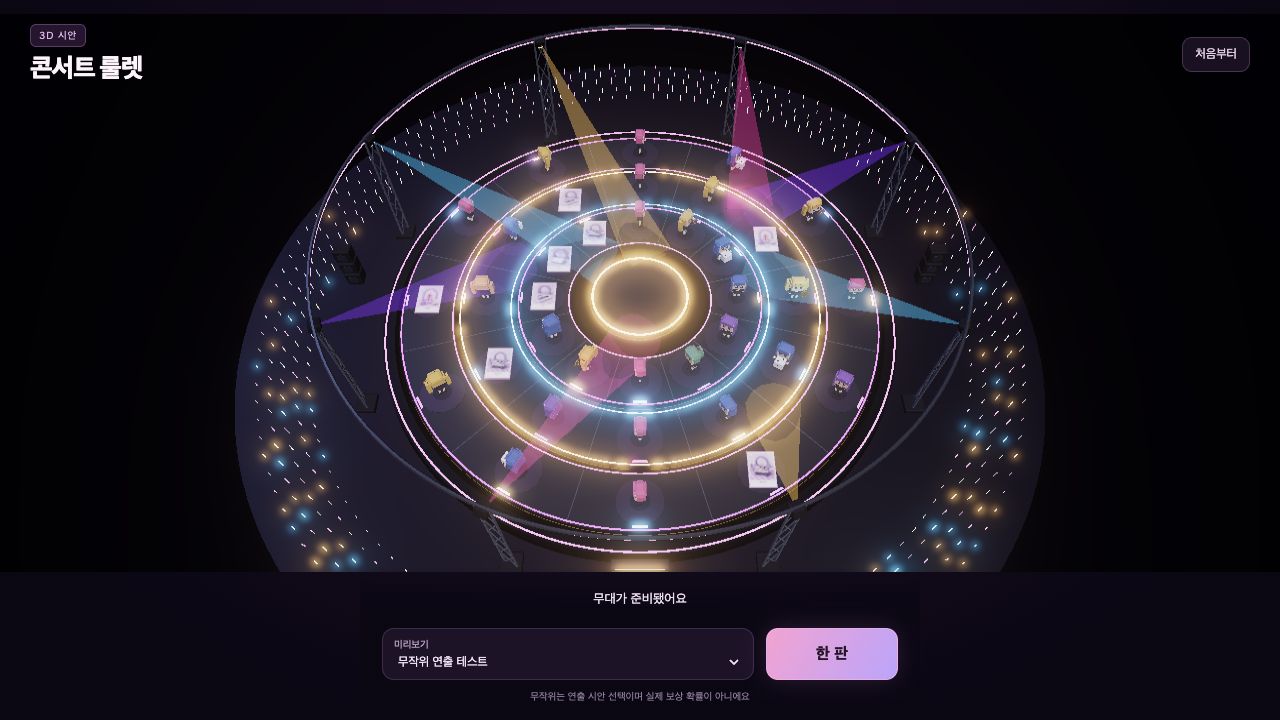 3D 시안
콘서트 룰렛
처음부터
무대가 준비됐어요
미리보기
무작위 연출 테스트
한 판
무작위는 연출 시안 선택이며 실제 보상 확률이 아니에요